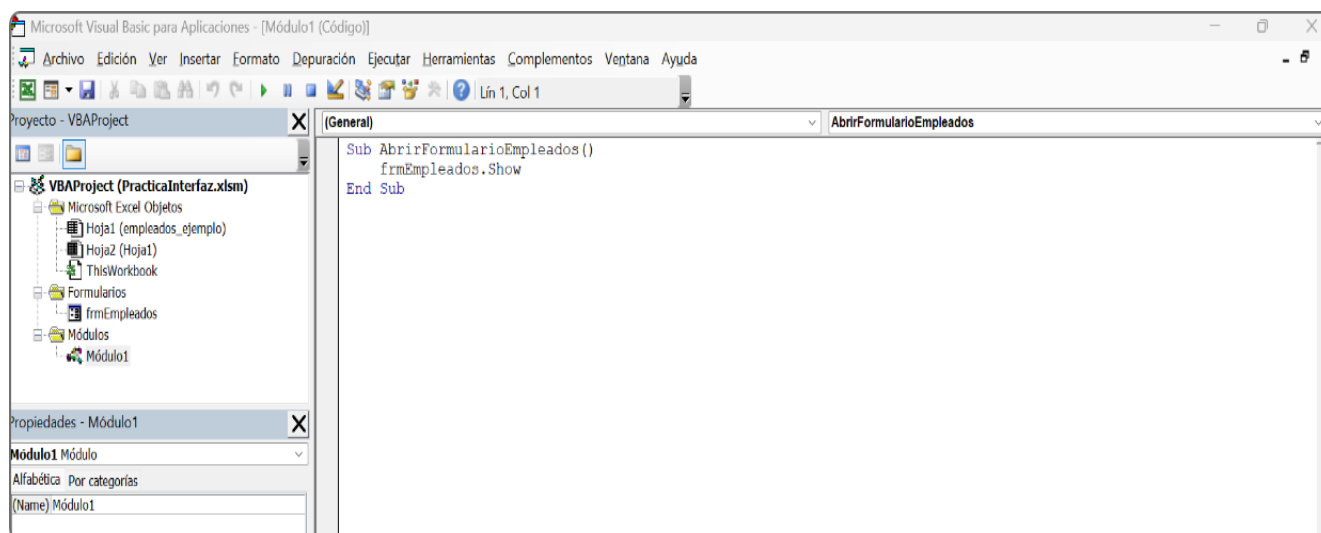 Microsoft Visual Basic para Aplicaciones - [Módulo1 (Código)]
Archivo Edición Ver Insertar Formato Depuración Ejecutar Herramientas Complementos Ventana Ayuda
Lín 1, Col 1
Proyecto - VBAProject
(General)
AbrirFormularioEmpleados
Sub AbrirFormularioEmpleados()
frmEmpleados.Show
End Sub
VBAProject (PracticaInterfaz.xlsm)
Microsoft Excel Objetos
Hoja1 (empleados_ejemplo)
Hoja2 (Hoja1)
ThisWorkbook
Formularios
frmEmpleados
Módulos
Módulo1
Propiedades - Módulo1
Módulo1 Módulo
Alfabética Por categorías
(Name) Módulo1